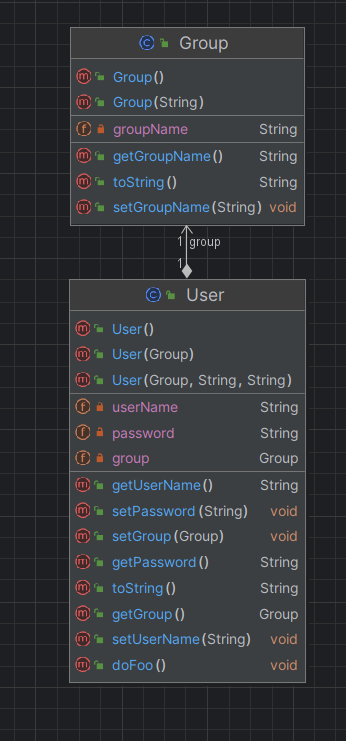 Group
Group()
Group(String)
groupName String
getGroupName() String
toString() String
setGroupName(String) void
1 group
1
User
User()
User(Group)
User(Group, String, String)
userName String
password String
group Group
getUserName() String
setPassword(String) void
setGroup(Group) void
getPassword() String
toString() String
getGroup() Group
setUserName(String) void
doFoo() void